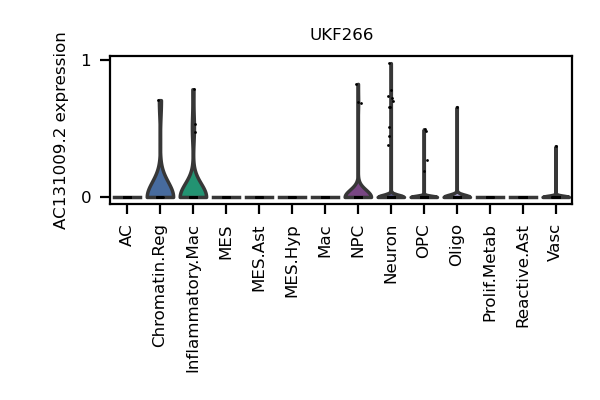 UKF266
AC131009.2 expression
1
0
AC
Chromatin.Reg
Inflammatory.Mac
MES
MES.Ast
MES.Hyp
Mac
NPC
Neuron
OPC
Oligo
Prolif.Metab
Reactive.Ast
Vasc